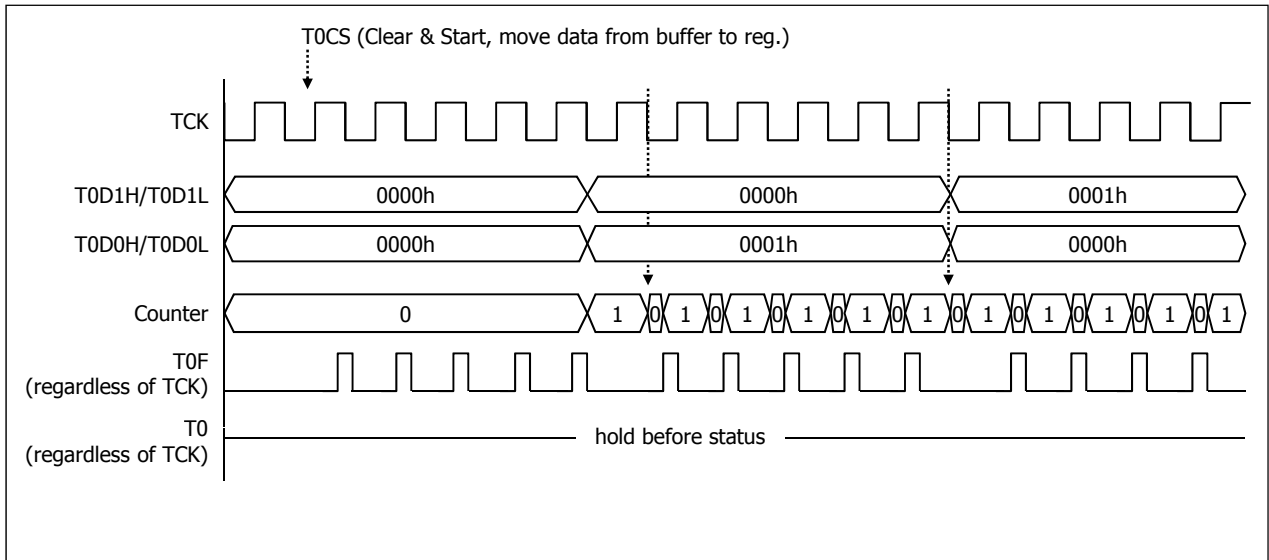 T0CS (Clear & Start, move data from buffer to reg.)
TCK
T0D1H/T0D1L 0000h 0000h 0001h
T0D0H/T0D0L 0000h 0001h 0000h
Counter 0 1 0 1 0 1 0 1 0 1 0 1 0 1 0 1 0 1 0 1 0 1
T0F
(regardless of TCK)
T0
hold before status
(regardless of TCK)